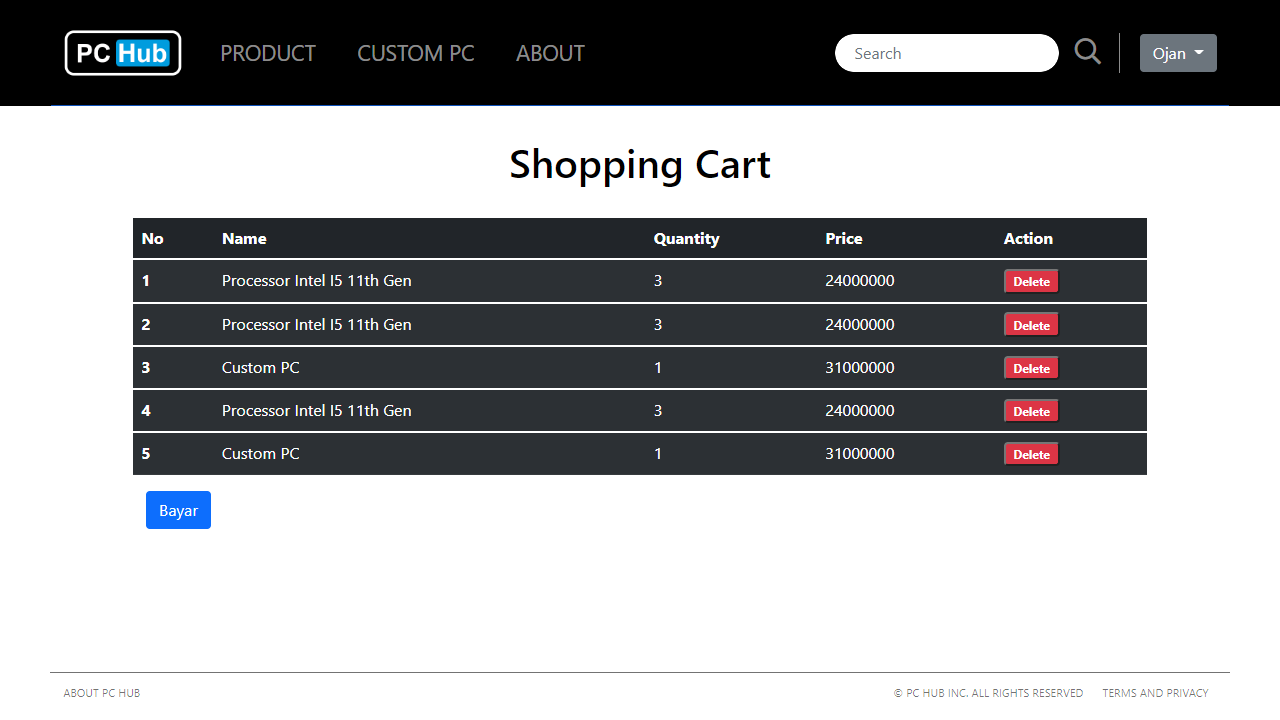 PC Hub PRODUCT CUSTOM PC ABOUT Search Ojan
Shopping Cart
No Name Quantity Price Action
1 Processor Intel I5 11th Gen 3 24000000 Delete
2 Processor Intel I5 11th Gen 3 24000000 Delete
3 Custom PC 1 31000000 Delete
4 Processor Intel I5 11th Gen 3 24000000 Delete
5 Custom PC 1 31000000 Delete
Bayar
ABOUT PC HUB © PC HUB INC. ALL RIGHTS RESERVED TERMS AND PRIVACY